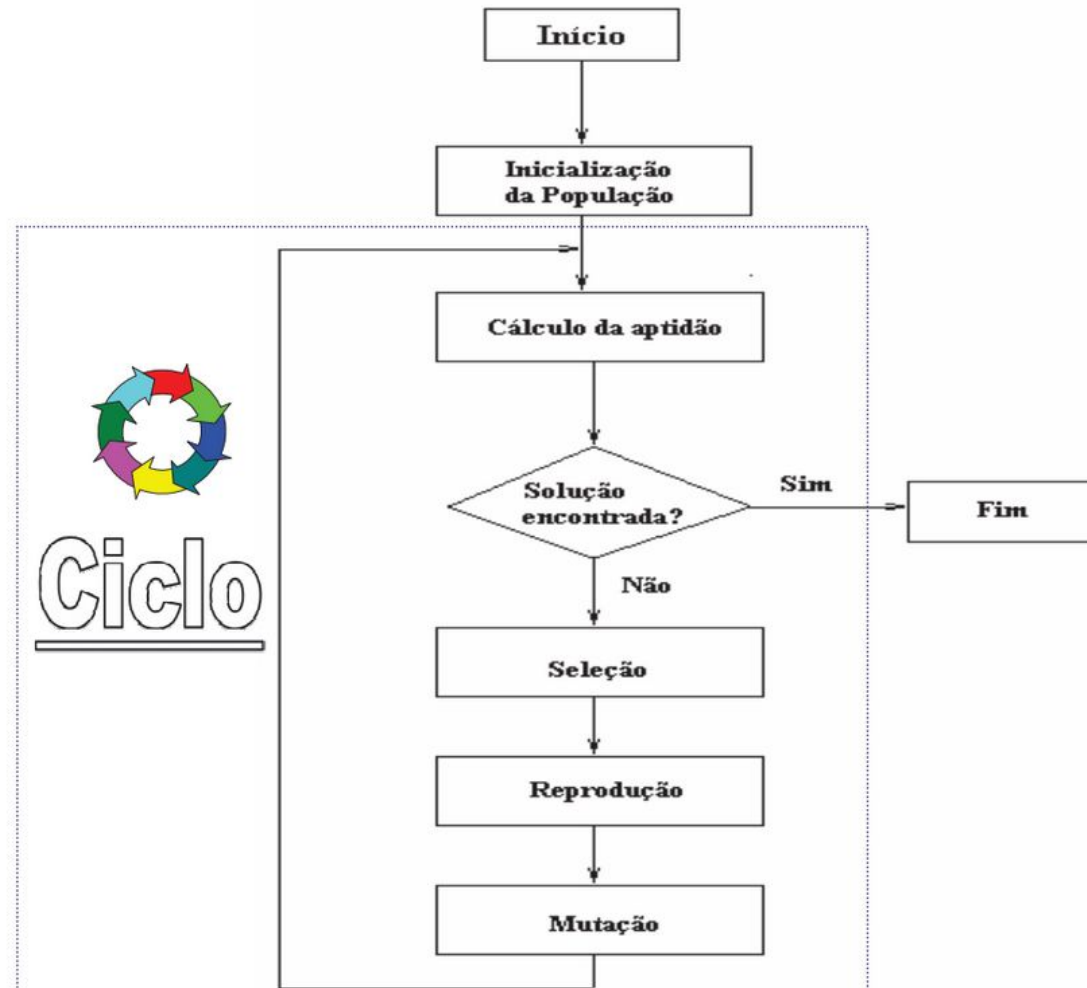 Início
Inicialização
da População
Cálculo da aptidão
Solução
encontrada?
Sim
Fim
Não
Ciclo
Seleção
Reprodução
Mutação